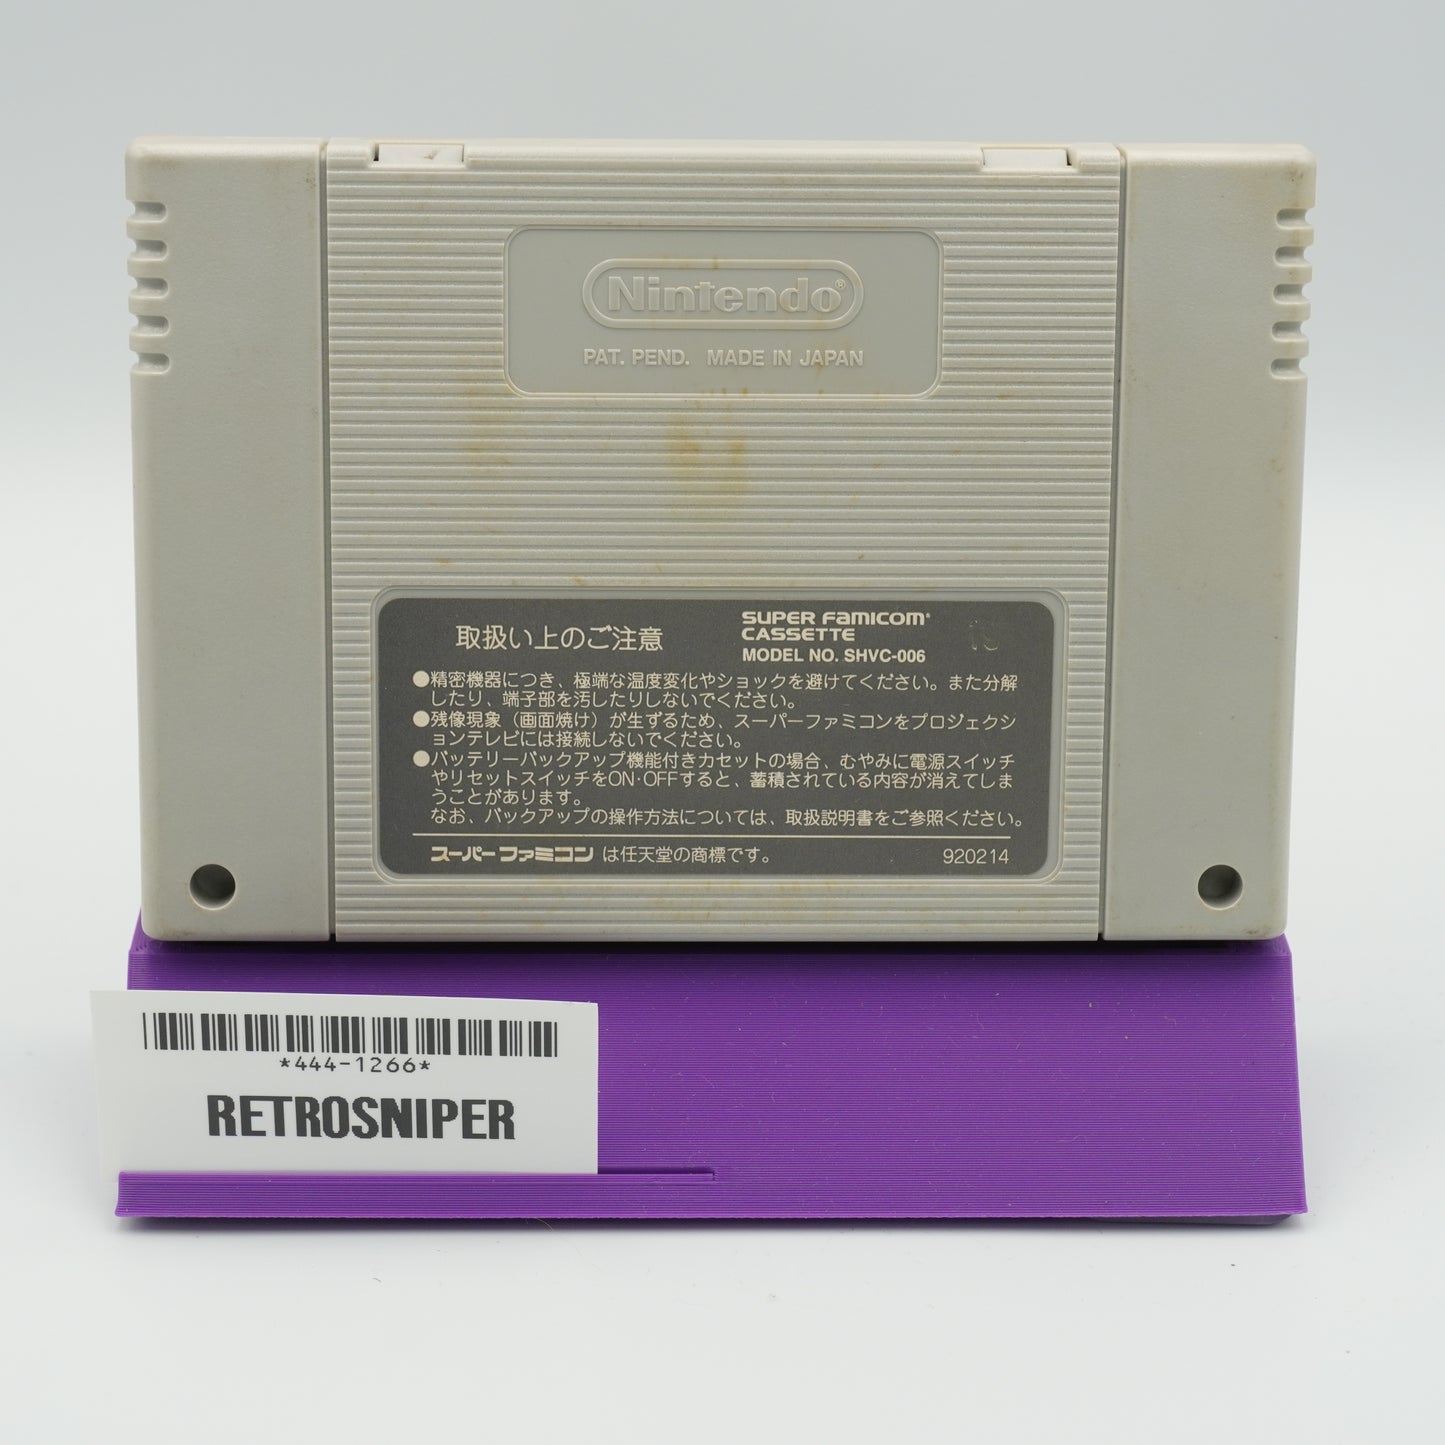 Nintendo®
PAT. PEND. MADE IN JAPAN
取扱い上のご注意
SUPER FAMICOM®
CASSETTE
MODEL NO. SHVC-006
18
●精密機器につき、極端な温度変化やショックを避けてください。また分解
したり、端子部を汚したりしないでください。
●残像現象（画面焼け）が生ずるため、スーパーファミコンをプロジェクシ
ョンテレビには接続しないでください。
●バッテリーバックアップ機能付きカセットの場合、むやみに電源スイッチ
やリセットスイッチをON・OFFすると、蓄積されている内容が消えてしま
うことがあります。
なお、バックアップの操作方法については、取扱説明書をご参照ください。
スーパーファミコンは任天堂の商標です。
920214
*444-1266*
RETROSNIPER